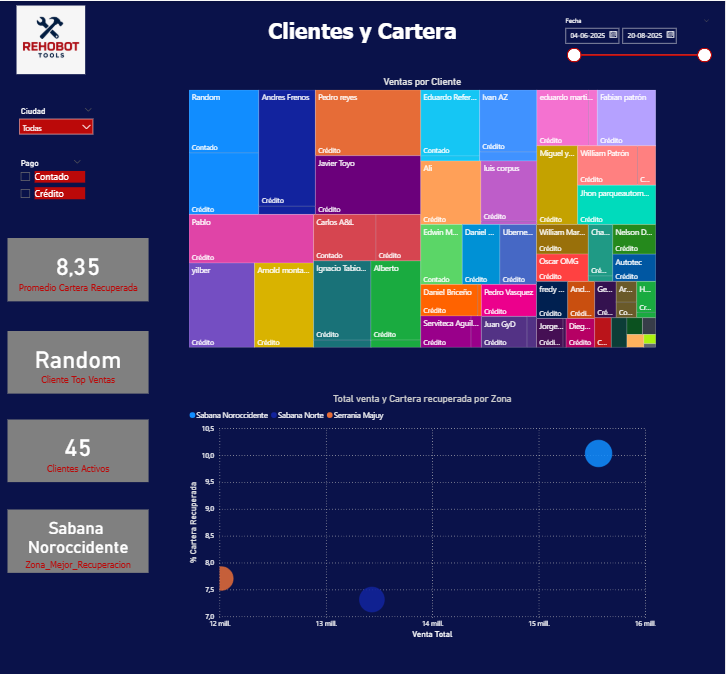 REHOBOT
TOOLS
Clientes y Cartera
Fecha
04-06-2025
20-08-2025
Ciudad
Todas
Pago
Contado
Crédito
8,35
Promedio Cartera Recuperada
Random
Cliente Top Ventas
45
Clientes Activos
Sabana
Noroccidente
Zona_Mejor_Recuperacion
Ventas por Cliente
Random
Contado
Crédito
Andres Frenos
Crédito
Pedro reyes
Crédito
Javier Toyo
Crédito
Eduardo Refer...
Contado
Ivan AZ
Crédito
eduardo marti...
Crédito
Fabian patrón
Crédito
Ali
Crédito
luis corpus
Crédito
Miguel y...
Crédito
William Patrón
Crédito
C...
Jhon parqueautom...
Crédito
Pablo
Crédito
Carlos A&L
Contado
Crédito
Edwin M...
Contado
Daniel ...
Crédito
Uberne...
Crédito
William Mar...
Crédito
Cha...
Cré...
Nelson D...
Crédito
Oscar OMG
Crédito
Autotec
Crédito
yilber
Crédito
Arnold monta...
Crédito
Ignacio Tabio...
Crédito
Alberto
Crédito
Daniel Briceño
Crédito
Pedro Vasquez
Crédito
fredy ...
Crédito
And...
Crédi...
Ge...
Cré...
Ar...
Co...
H...
Cr...
Serviteca Aguil...
Crédito
Juan GyD
Crédito
Jorge...
Crédi...
Dieg...
Crédito
C...
Total venta y Cartera recuperada por Zona
Sabana Noroccidente
Sabana Norte
Serrania Majuy
% Cartera Recuperada
10,5
10,0
9,5
9,0
8,5
8,0
7,5
7,0
12 mill.
13 mill.
14 mill.
15 mill.
16 mill.
Venta Total